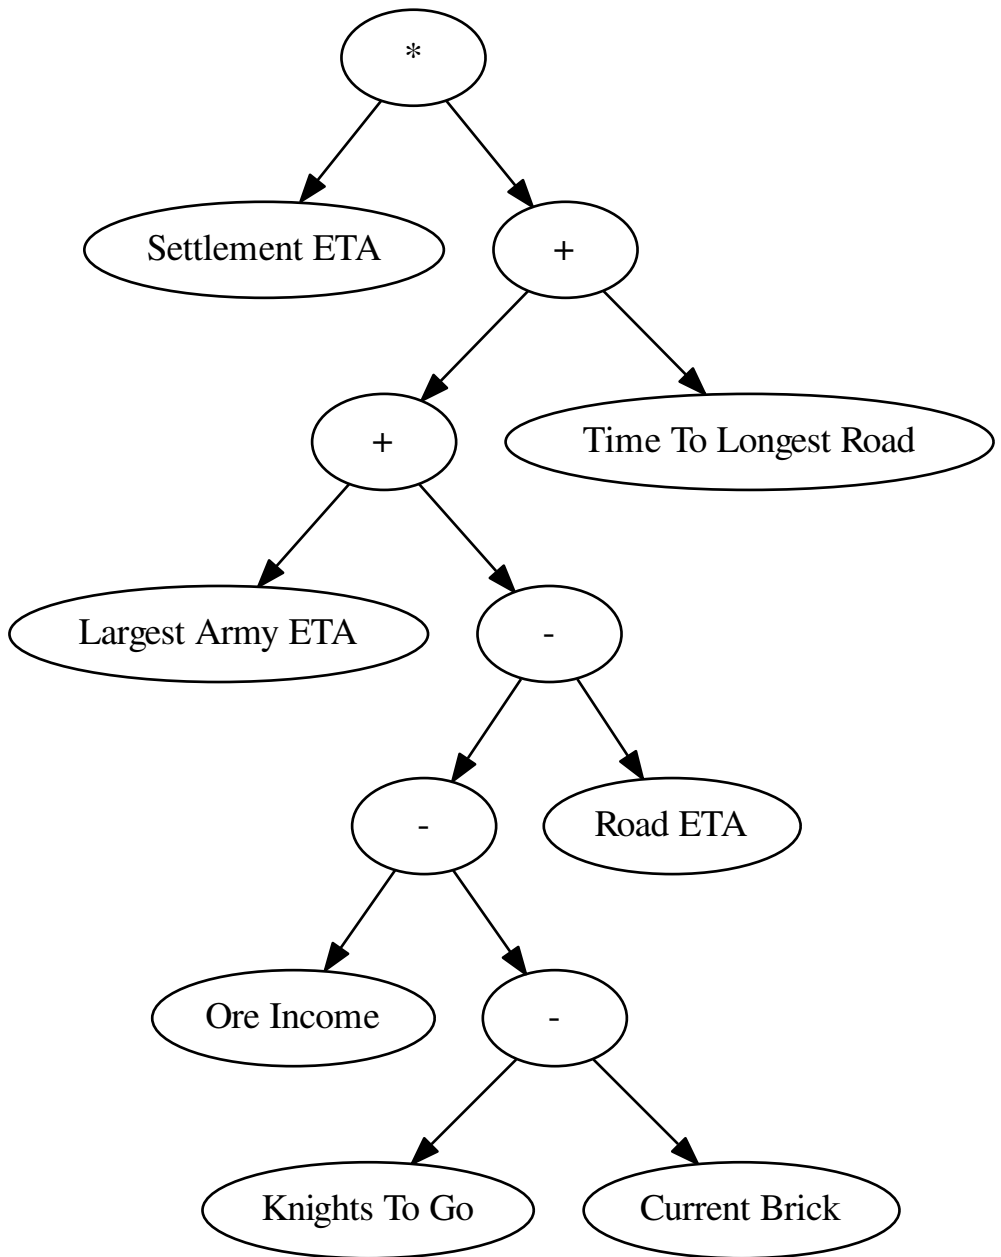 *
Settlement ETA
+
+
Time To Longest Road
Largest Army ETA
-
-
Road ETA
Ore Income
-
Knights To Go
Current Brick